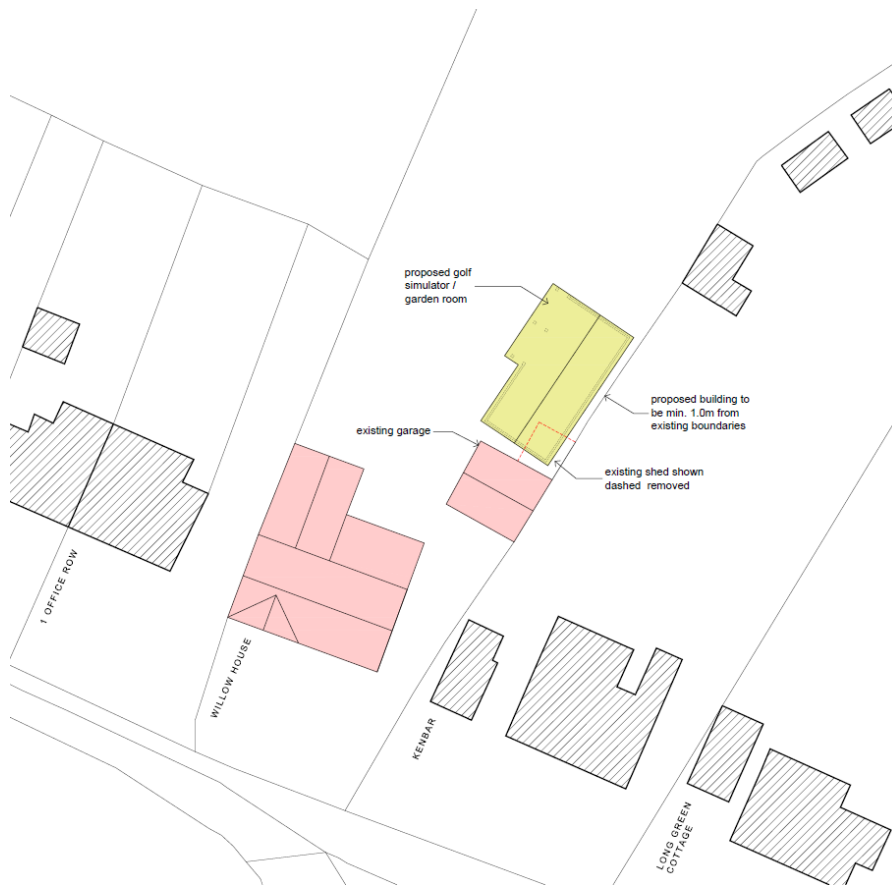 proposed golf
simulator /
garden room
proposed building to
be min. 1.0m from
existing boundaries
existing garage
existing shed shown
dashed removed
1 OFFICE ROW
WILLOW HOUSE
KENBAR
LONG GREEN
COTTAGE